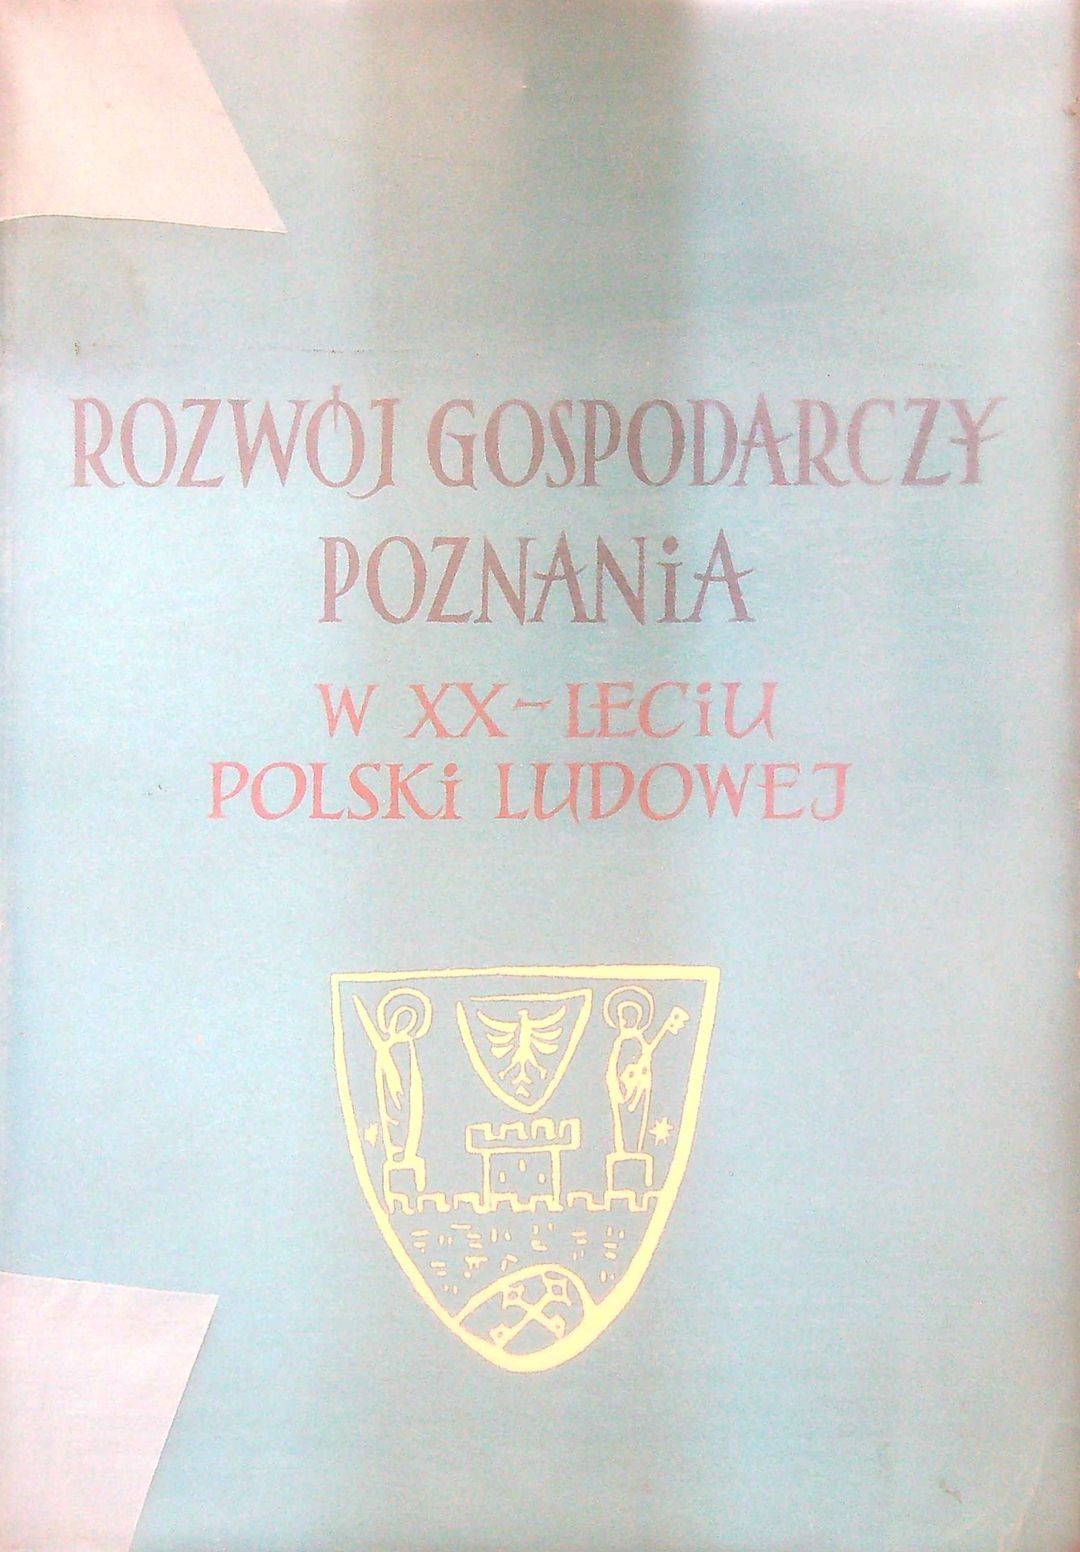 ROZWÓJ GOSPODARCZY
POZNANiA
W XX-LECiU
POLSKi LUDOWEJ